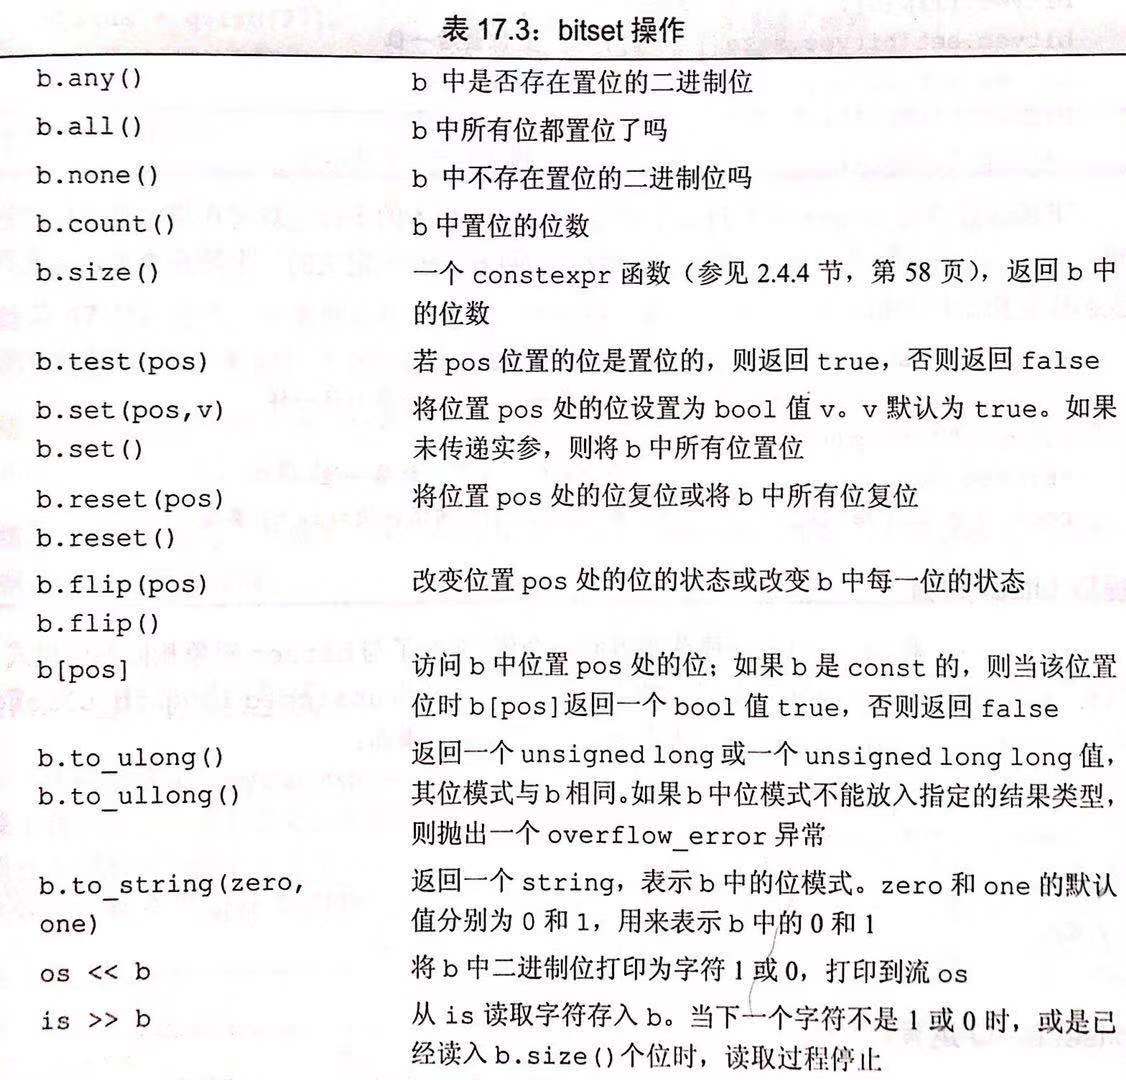 表 17.3：bitset 操作
b.any() b 中是否存在置位的二进制位
b.all() b 中所有位都置位了吗
b.none() b 中不存在置位的二进制位吗
b.count() b 中置位的位数
b.size() 一个 constexpr 函数（参见 2.4.4 节，第 58 页），返回 b 中
的位数
b.test(pos) 若 pos 位置的位是置位的，则返回 true，否则返回 false
b.set(pos,v) 将位置 pos 处的位设置为 bool 值 v。v 默认为 true。如果
b.set() 未传递实参，则将 b 中所有位置位
b.reset(pos) 将位置 pos 处的位复位或将 b 中所有位复位
b.reset()
b.flip(pos) 改变位置 pos 处的位的状态或改变 b 中每一位的状态
b.flip()
b[pos] 访问 b 中位置 pos 处的位；如果 b 是 const 的，则当该位置
位时 b[pos]返回一个 bool 值 true，否则返回 false
b.to_ulong() 返回一个 unsigned long 或一个 unsigned long long 值，
b.to_ullong() 其位模式与 b 相同。如果 b 中位模式不能放入指定的结果类型，
则抛出一个 overflow_error 异常
b.to_string(zero, 返回一个 string，表示 b 中的位模式。zero 和 one 的默认
one) 值分别为 0 和 1，用来表示 b 中的 0 和 1
os << b 将 b 中二进制位打印为字符 1 或 0，打印到流 os
is >> b 从 is 读取字符存入 b。当下一个字符不是 1 或 0 时，或是已
经读入 b.size()个位时，读取过程停止